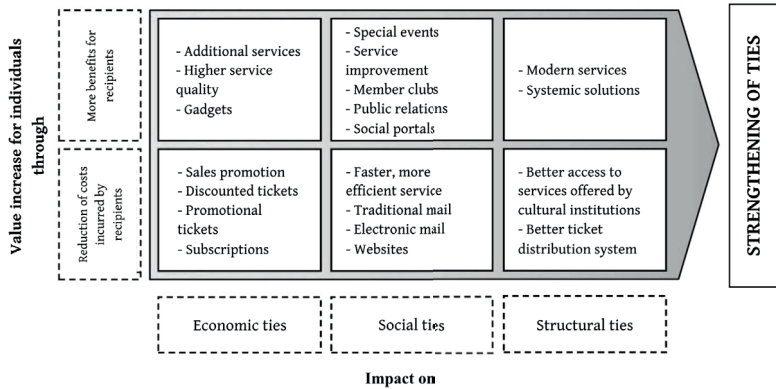 Value increase for individuals
through
More benefits for
recipients
- Additional services
- Higher service
quality
- Gadgets
- Special events
- Service
improvement
- Member clubs
- Public relations
- Social portals
- Modern services
- Systemic solutions
Reduction of costs
incurred by
recipients
- Sales promotion
- Discounted tickets
- Promotional
tickets
- Subscriptions
- Faster, more
efficient service
- Traditional mail
- Electronic mail
- Websites
- Better access to
services offered by
cultural institutions
- Better ticket
distribution system
STRENGTHENING OF TIES
Economic ties
Social ties
Structural ties
Impact on